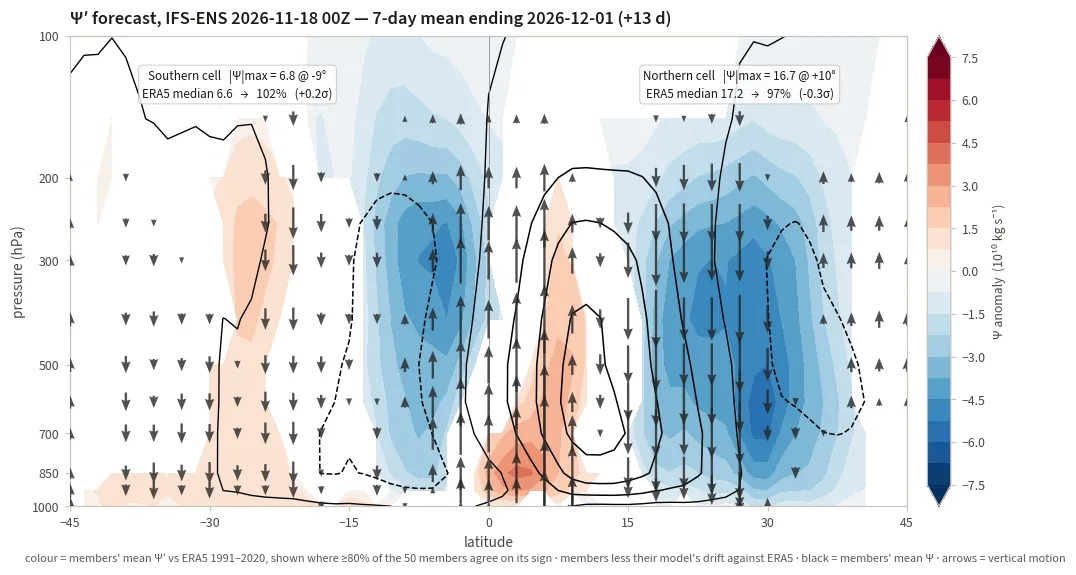 Ψ′ forecast, IFS-ENS 2026-11-18 00Z — 7-day mean ending 2026-12-01 (+13 d)
Southern cell |Ψ|max = 6.8 @ -9°
ERA5 median 6.6 → 102% (+0.2σ)
Northern cell |Ψ|max = 16.7 @ +10°
ERA5 median 17.2 → 97% (-0.3σ)
pressure (hPa)
100
200
300
500
700
850
1000
−45
−30
−15
0
15
30
45
latitude
7.5
6.0
4.5
3.0
1.5
0.0
−1.5
−3.0
−4.5
−6.0
−7.5
Ψ anomaly (10¹⁰ kg s⁻¹)
colour = members' mean Ψ′ vs ERA5 1991–2020, shown where ≥80% of the 50 members agree on its sign · members less their model's drift against ERA5 · black = members' mean Ψ · arrows = vertical motion